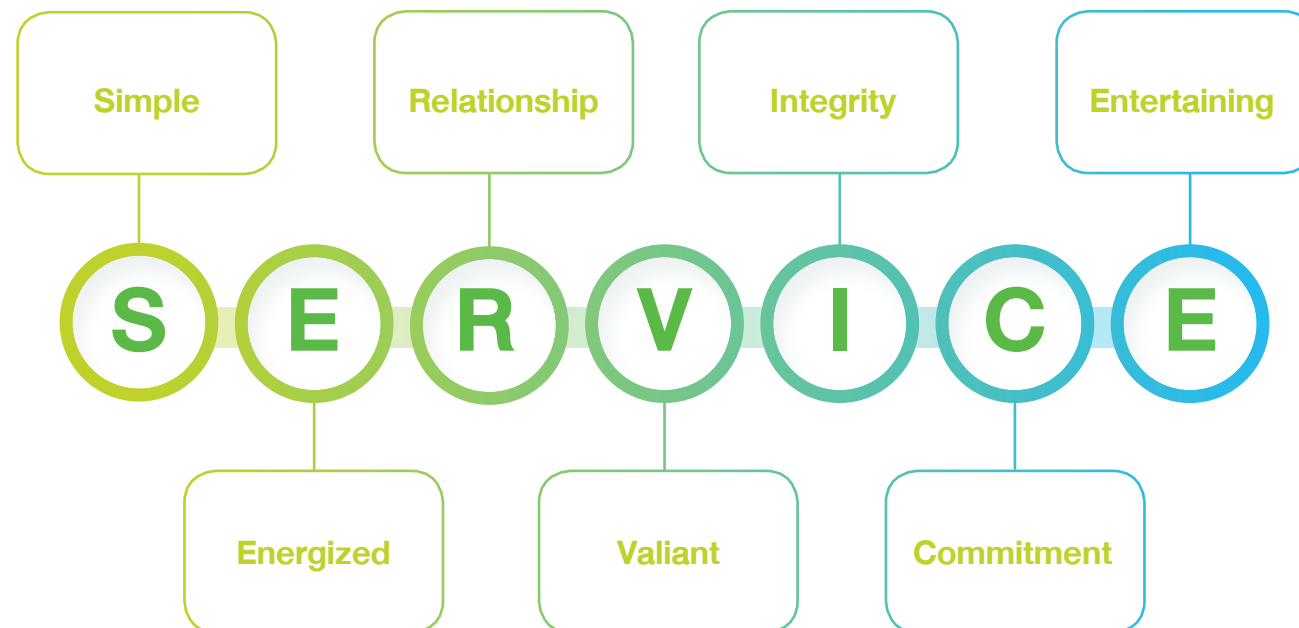 Simple
Relationship
Integrity
Entertaining
S E R V I C E
Energized
Valiant
Commitment